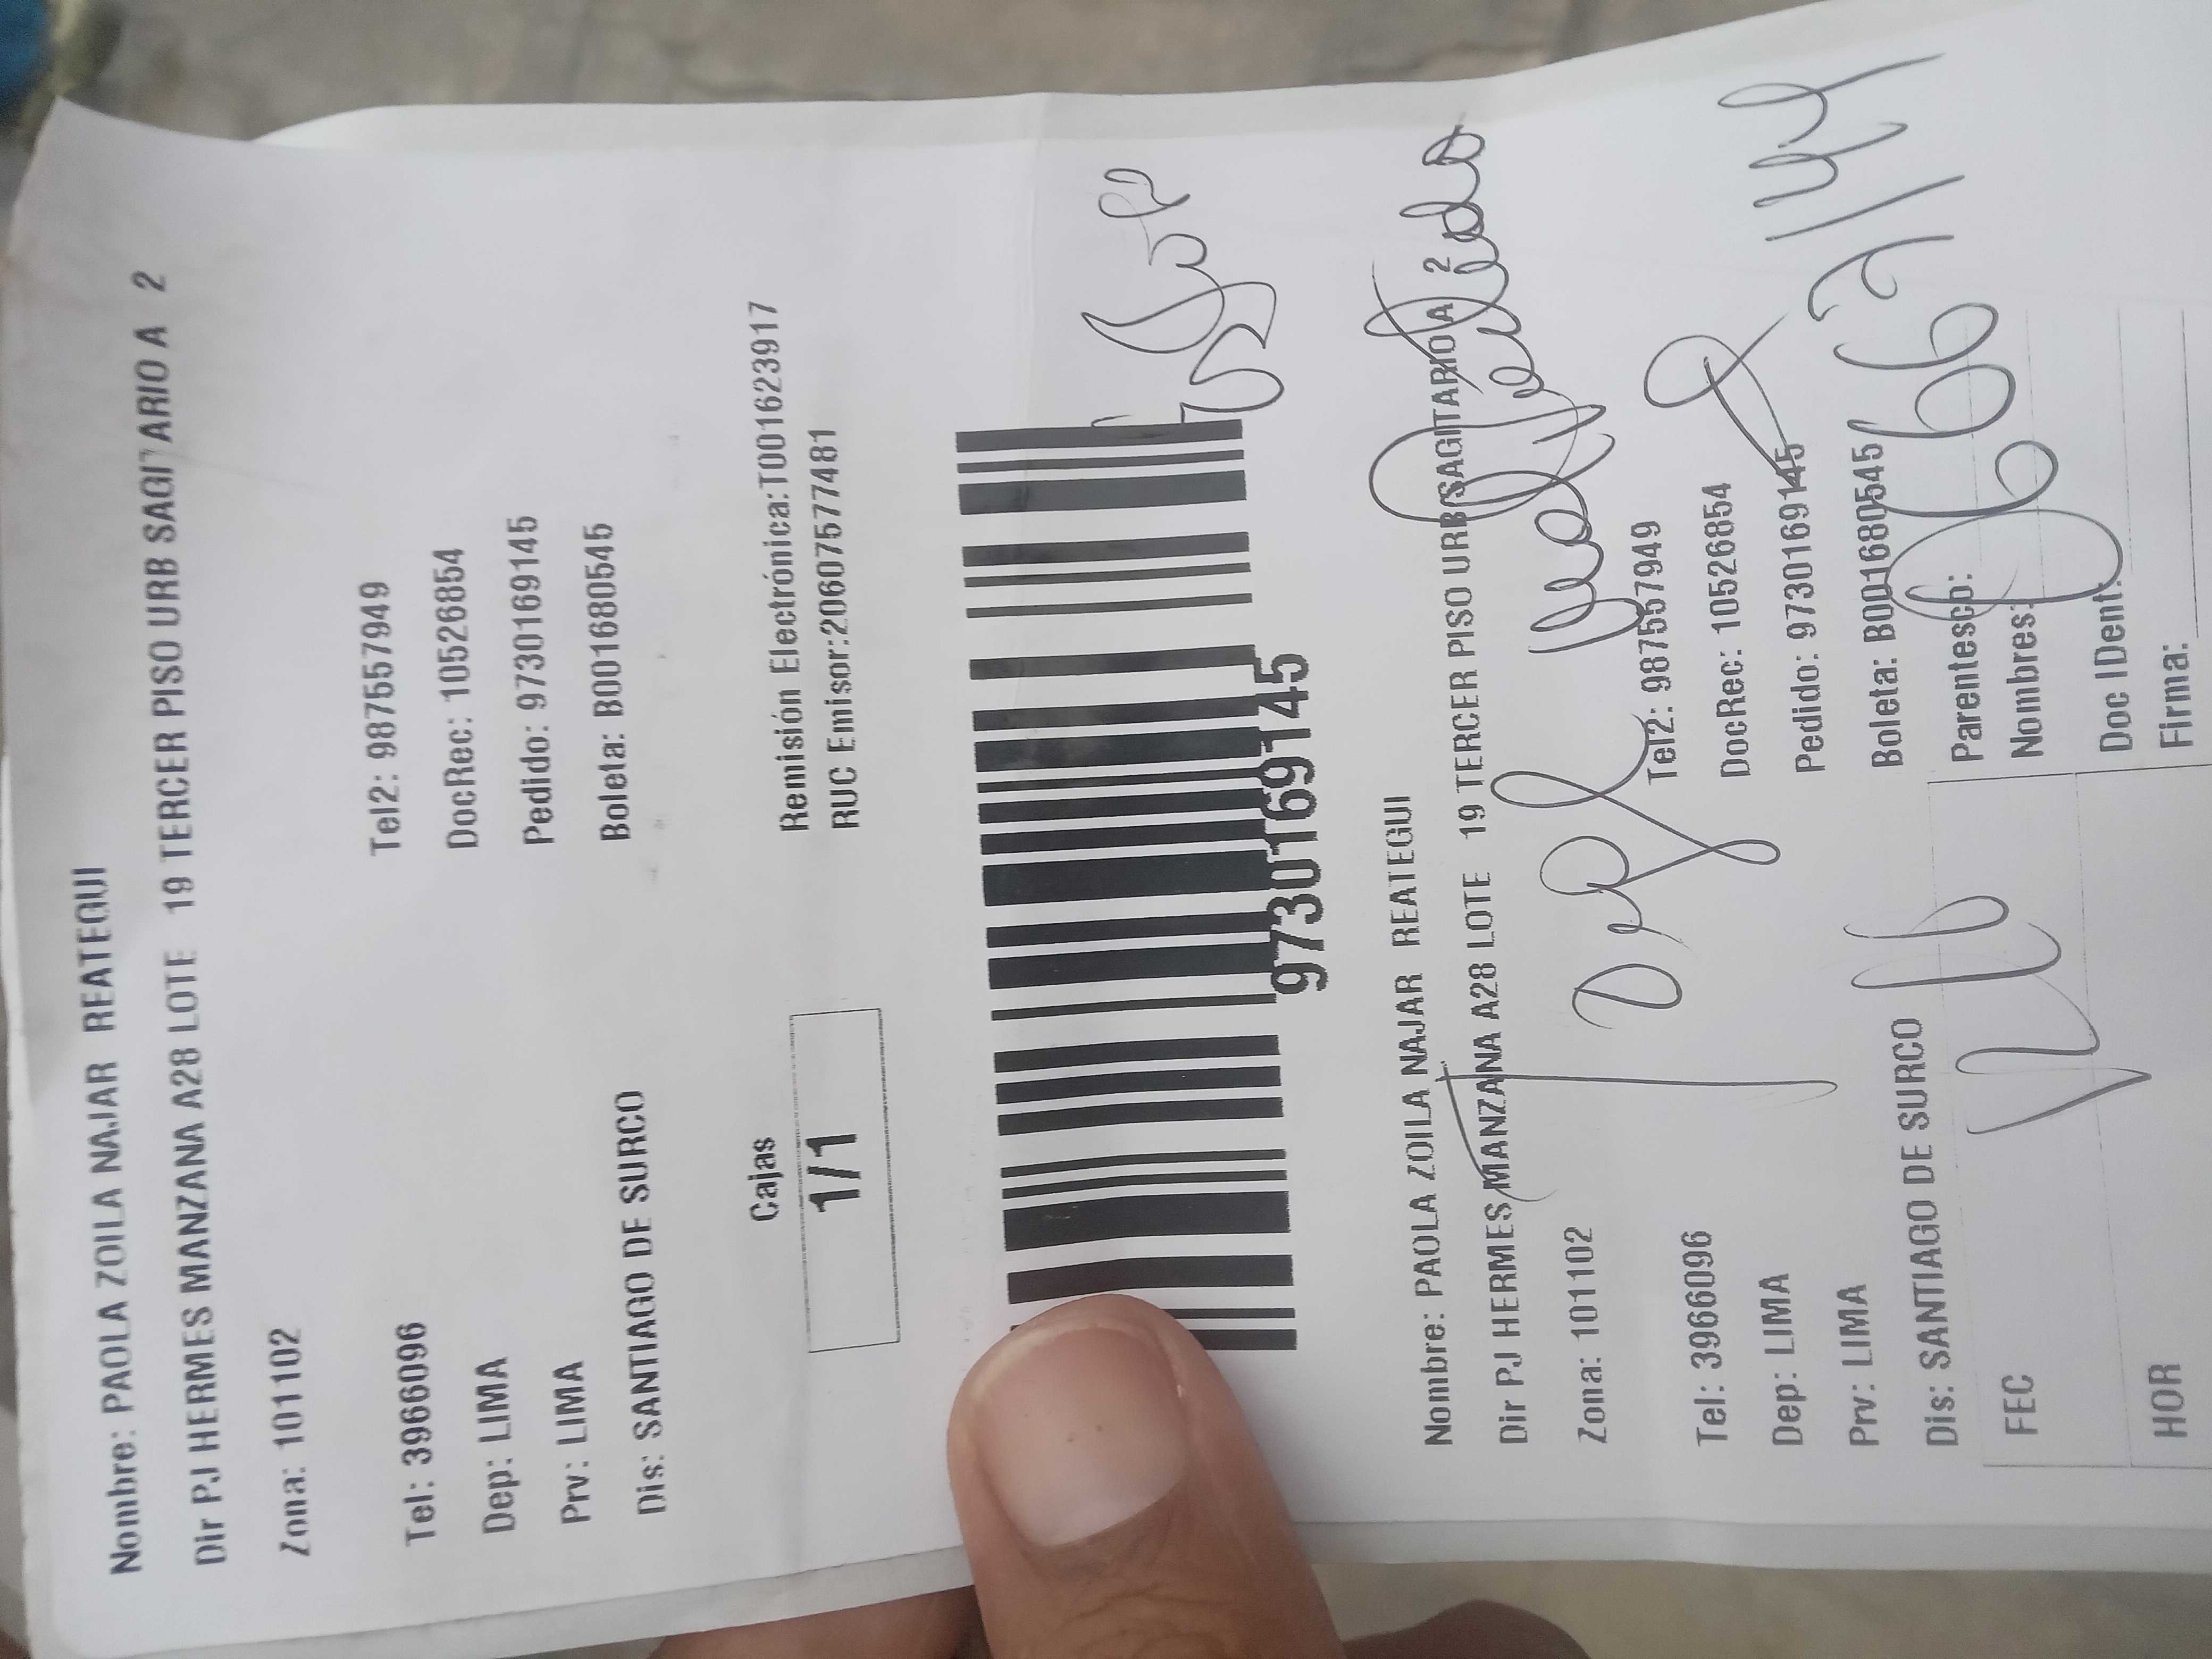 Nombre: PAOLA ZOILA NAJAR REATEGUI
Dir PJ HERMES MANZANA A28 LOTE 19 TERCER PISO URB SAGITARIO A 2
Zona: 101102
Tel: 3966096 Tel2: 987557949
Dep: LIMA DocRec: 10526854
Prv: LIMA Pedido: 9730169145
Dis: SANTIAGO DE SURCO Boleta: B001680545
Cajas Remisión Electrónica:T001623917
1/1 RUC Emisor:20607577481
9730169145
Nombre: PAOLA ZOILA NAJAR REATEGUI
Dir PJ HERMES MANZANA A28 LOTE 19 TERCER PISO URB SAGITARIO A 2
Zona: 101102
Tel: 3966096 Tel2: 987557949
Dep: LIMA DocRec: 10526854
Prv: LIMA Pedido: 9730169145
Dis: SANTIAGO DE SURCO Boleta: B001680545
FEC Parentesco:
Nombres:
HOR Doc IDent:
Firma: